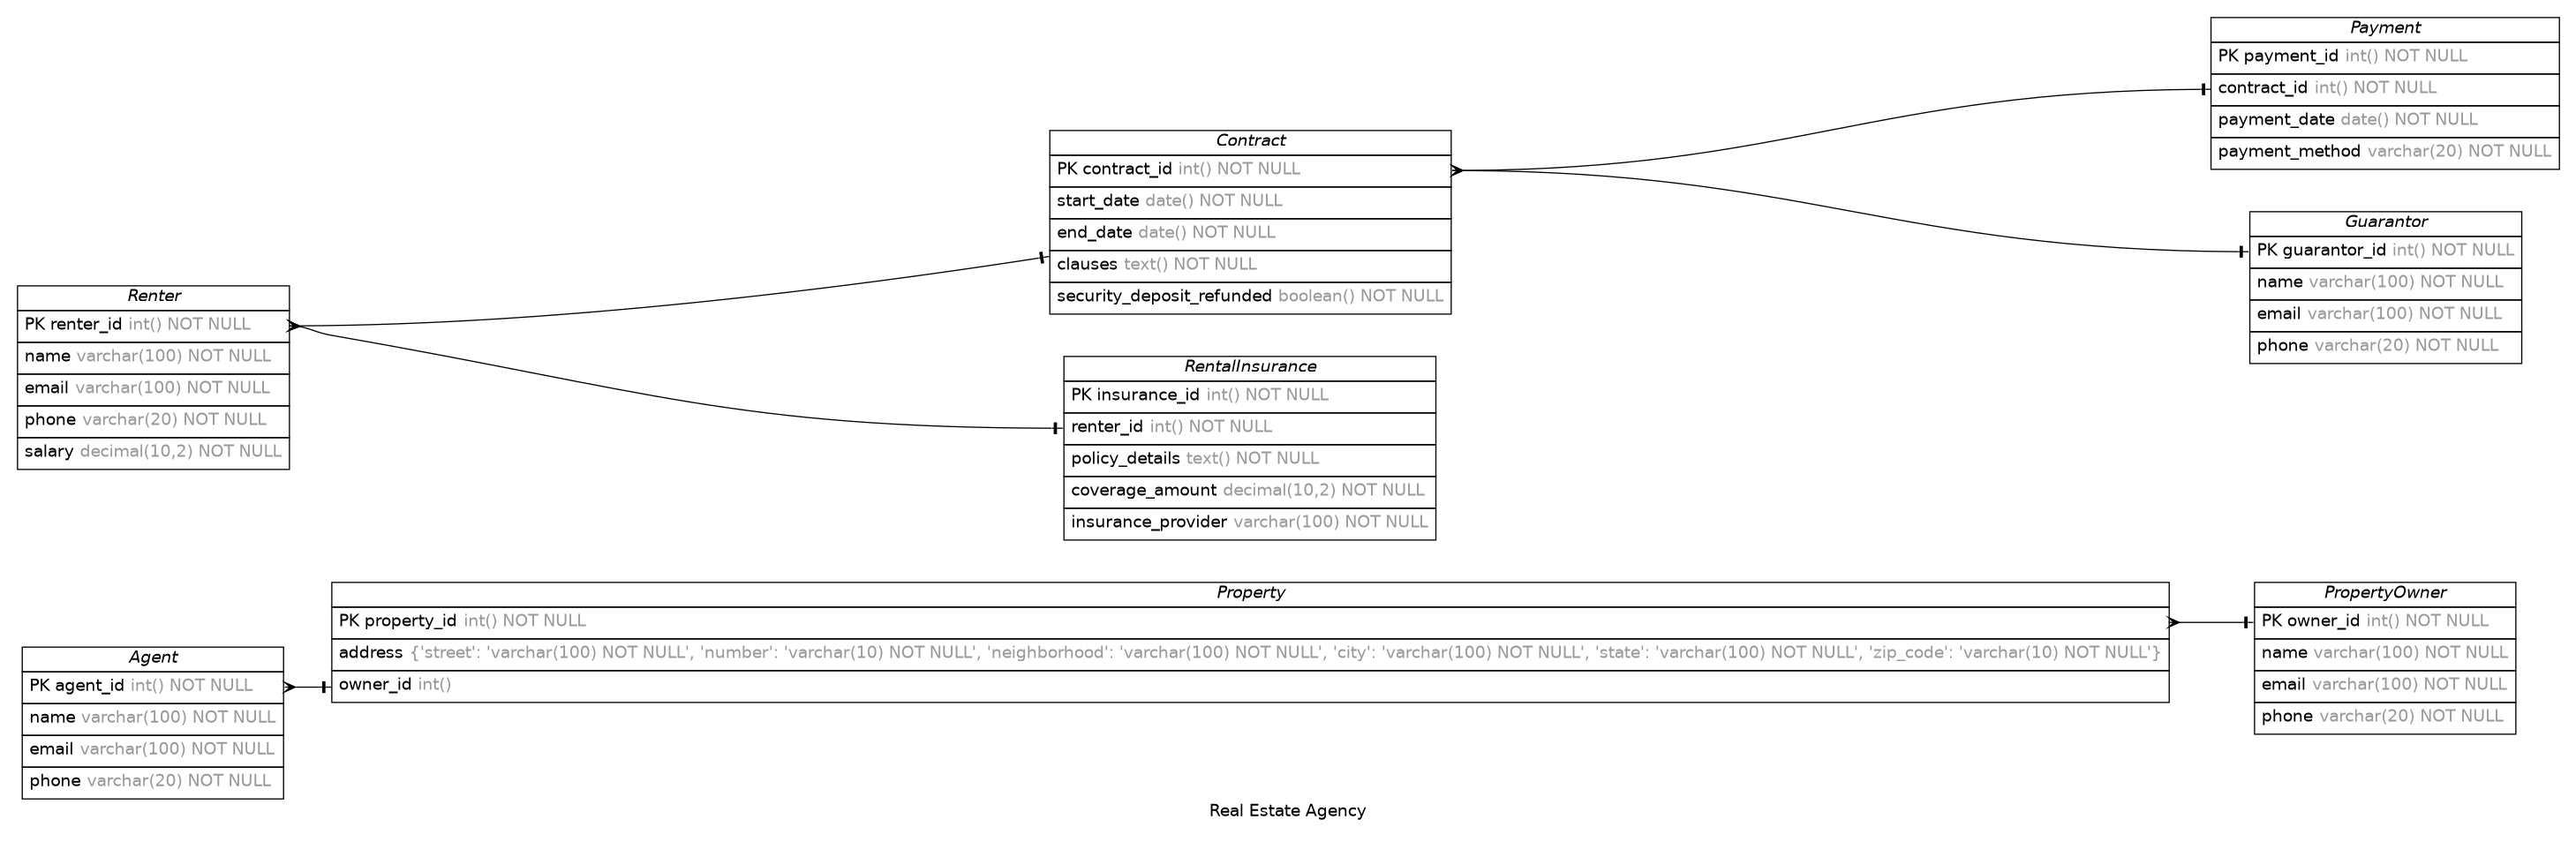 Payment
PK payment_id int() NOT NULL
contract_id int() NOT NULL
payment_date date() NOT NULL
payment_method varchar(20) NOT NULL
Contract
PK contract_id int() NOT NULL
start_date date() NOT NULL
end_date date() NOT NULL
clauses text() NOT NULL
security_deposit_refunded boolean() NOT NULL
Guarantor
PK guarantor_id int() NOT NULL
name varchar(100) NOT NULL
email varchar(100) NOT NULL
phone varchar(20) NOT NULL
Renter
PK renter_id int() NOT NULL
name varchar(100) NOT NULL
email varchar(100) NOT NULL
phone varchar(20) NOT NULL
salary decimal(10,2) NOT NULL
RentalInsurance
PK insurance_id int() NOT NULL
renter_id int() NOT NULL
policy_details text() NOT NULL
coverage_amount decimal(10,2) NOT NULL
insurance_provider varchar(100) NOT NULL
Property
PK property_id int() NOT NULL
address {'street': 'varchar(100) NOT NULL', 'number': 'varchar(10) NOT NULL', 'neighborhood': 'varchar(100) NOT NULL', 'city': 'varchar(100) NOT NULL', 'state': 'varchar(100) NOT NULL', 'zip_code': 'varchar(10) NOT NULL'}
owner_id int()
PropertyOwner
PK owner_id int() NOT NULL
name varchar(100) NOT NULL
email varchar(100) NOT NULL
phone varchar(20) NOT NULL
Agent
PK agent_id int() NOT NULL
name varchar(100) NOT NULL
email varchar(100) NOT NULL
phone varchar(20) NOT NULL
Real Estate Agency